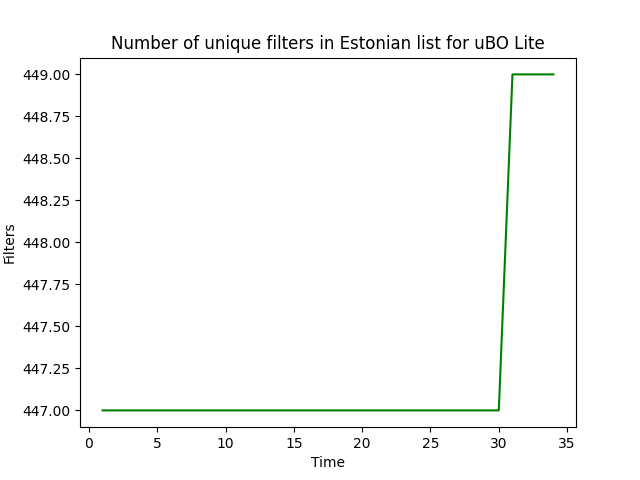 Number of unique filters in Estonian list for uBO Lite
449.00
448.75
448.50
448.25
448.00
447.75
447.50
447.25
447.00
Filters
0 5 10 15 20 25 30 35
Time